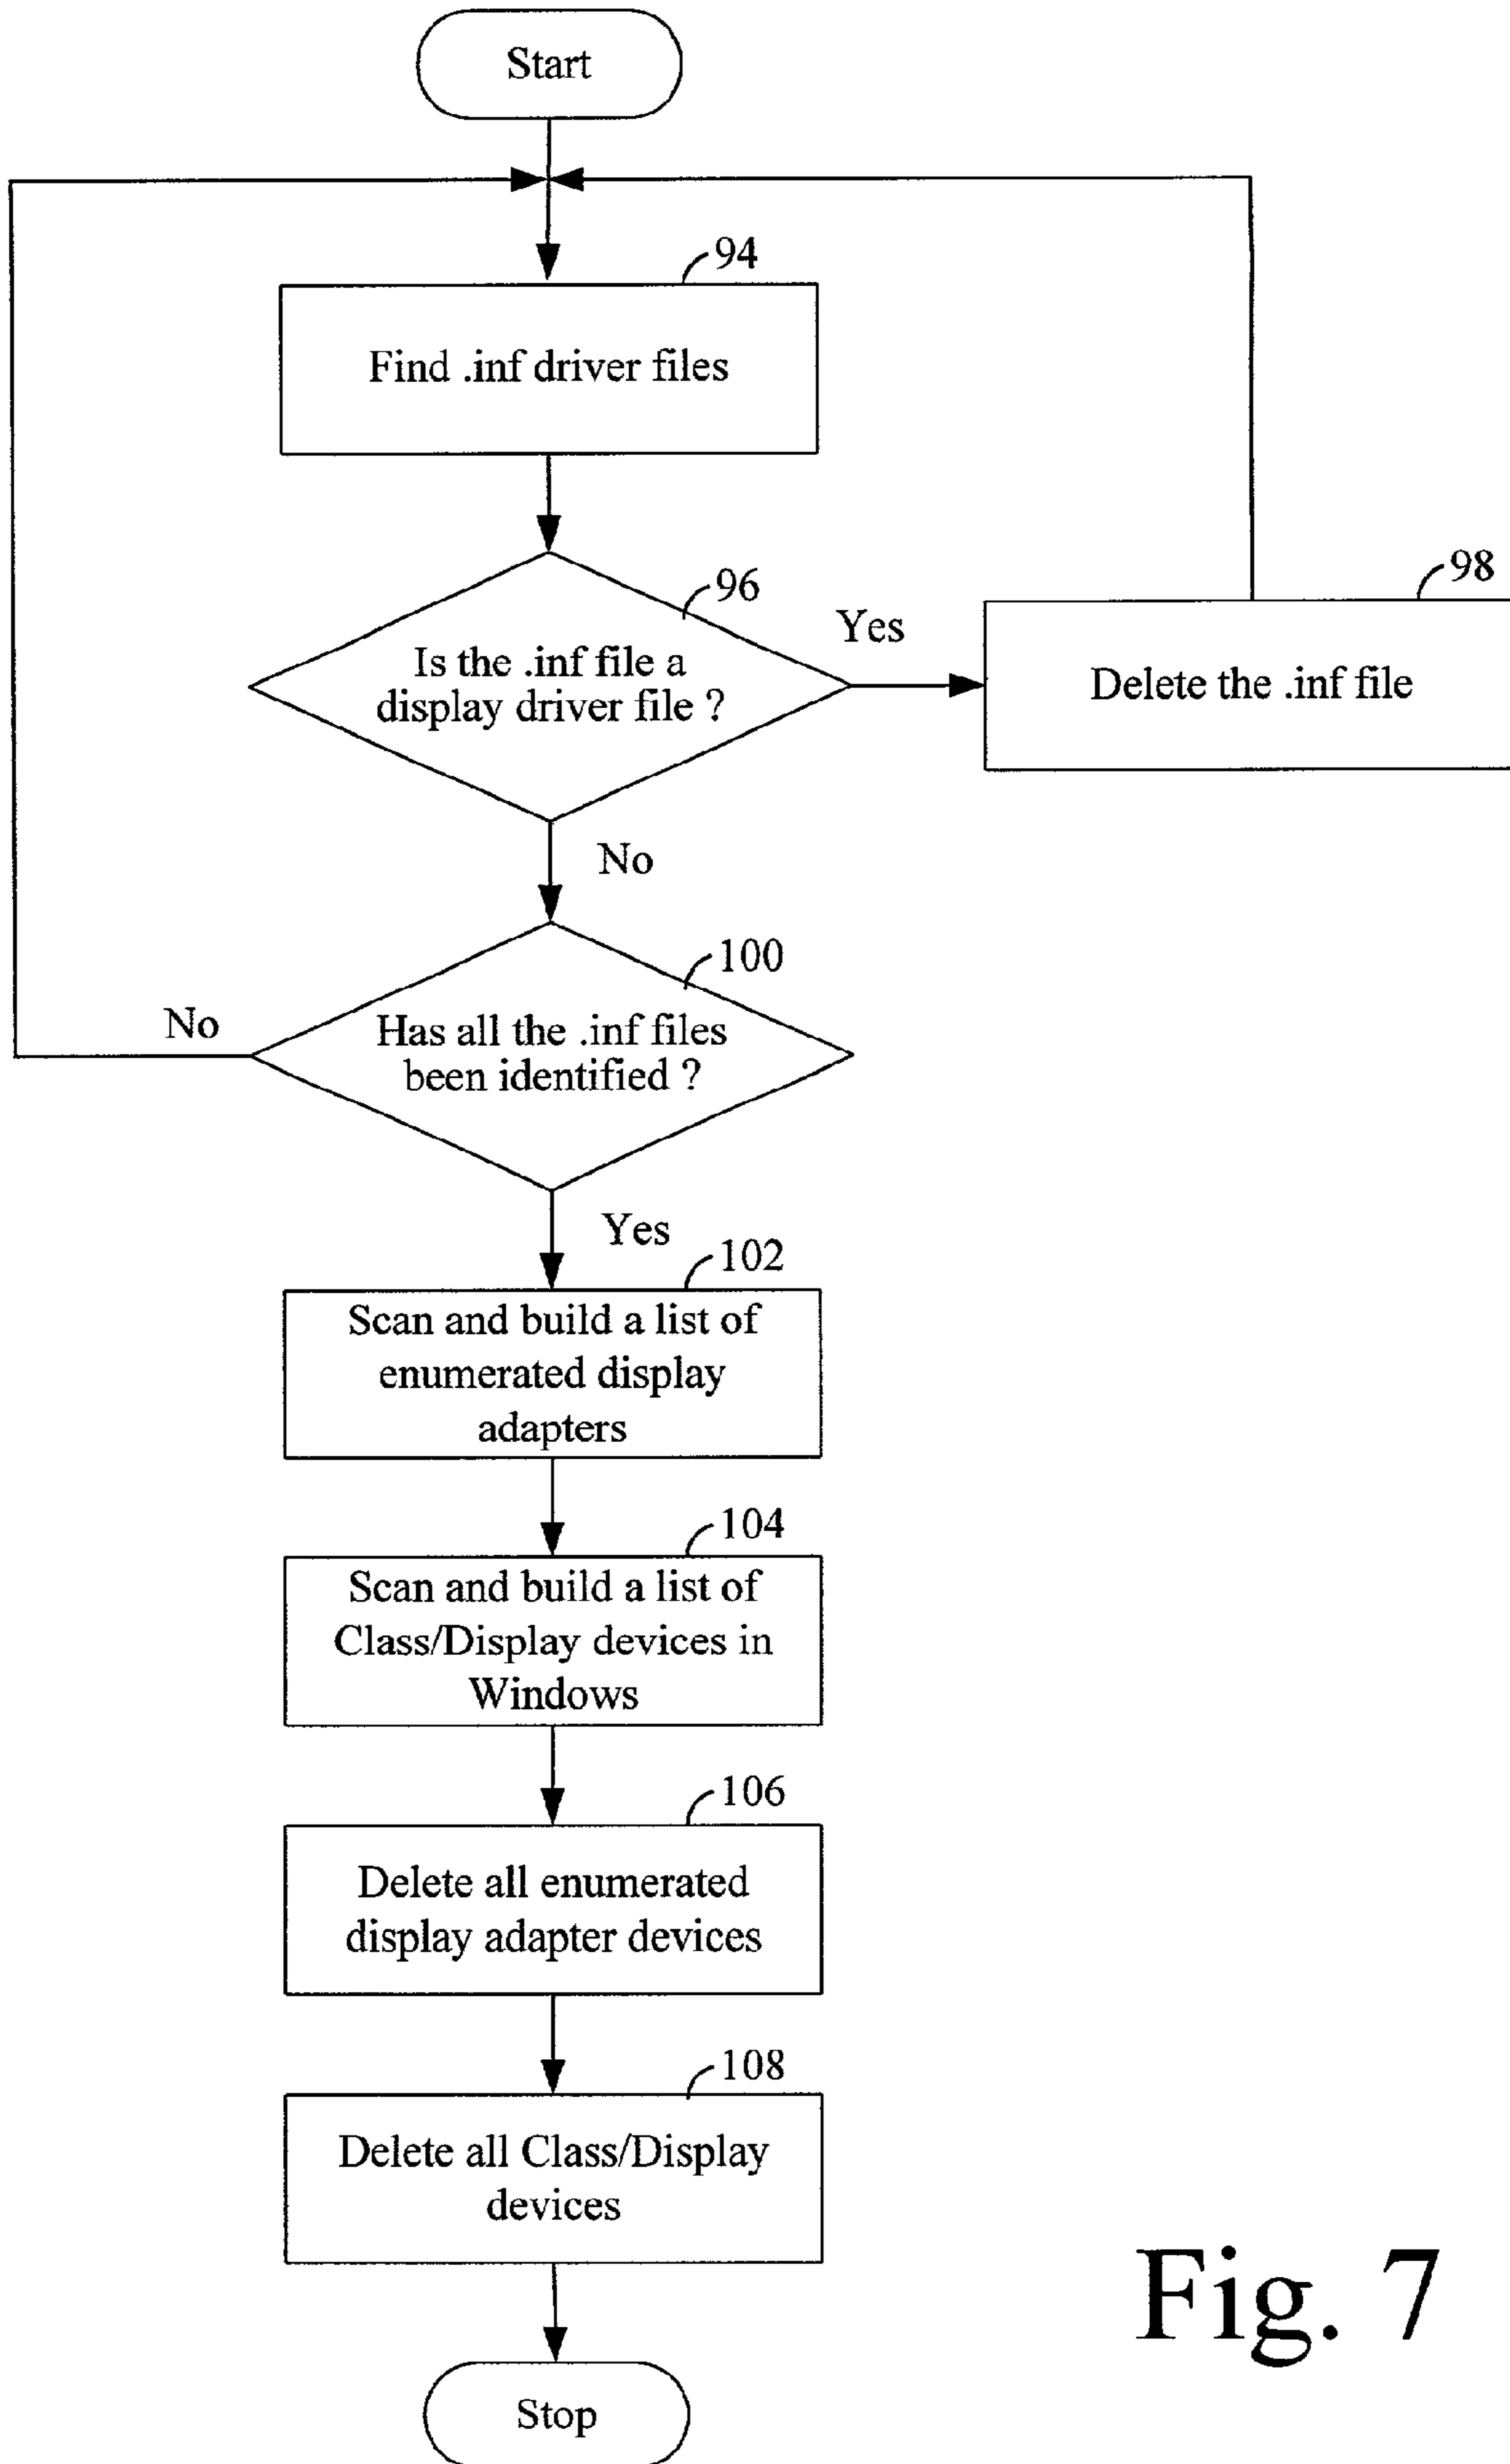 Start
94
Find .inf driver files
96
Is the .inf file a
display driver file ?
Yes
98
Delete the .inf file
No
100
Has all the .inf files
been identified ?
No
Yes
102
Scan and build a list of
enumerated display
adapters
104
Scan and build a list of
Class/Display devices in
Windows
106
Delete all enumerated
display adapter devices
108
Delete all Class/Display
devices
Stop
Fig. 7